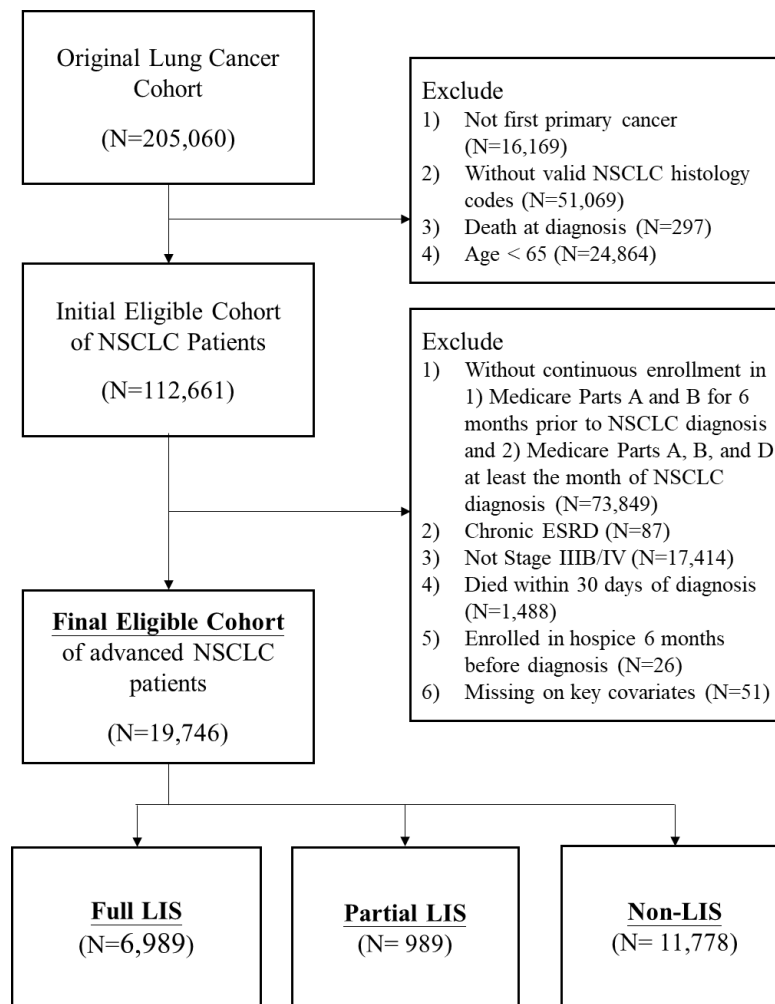 Original Lung Cancer
Cohort
(N=205,060)
Exclude
1) Not first primary cancer
(N=16,169)
2) Without valid NSCLC histology
codes (N=51,069)
3) Death at diagnosis (N=297)
4) Age < 65 (N=24,864)
Initial Eligible Cohort
of NSCLC Patients
(N=112,661)
Exclude
1) Without continuous enrollment in
1) Medicare Parts A and B for 6
months prior to NSCLC diagnosis
and 2) Medicare Parts A, B, and D
at least the month of NSCLC
diagnosis (N=73,849)
2) Chronic ESRD (N=87)
3) Not Stage IIIB/IV (N=17,414)
4) Died within 30 days of diagnosis
(N=1,488)
5) Enrolled in hospice 6 months
before diagnosis (N=26)
6) Missing on key covariates (N=51)
Final Eligible Cohort
of advanced NSCLC
patients
(N=19,746)
Full LIS
(N=6,989)
Partial LIS
(N= 989)
Non-LIS
(N= 11,778)